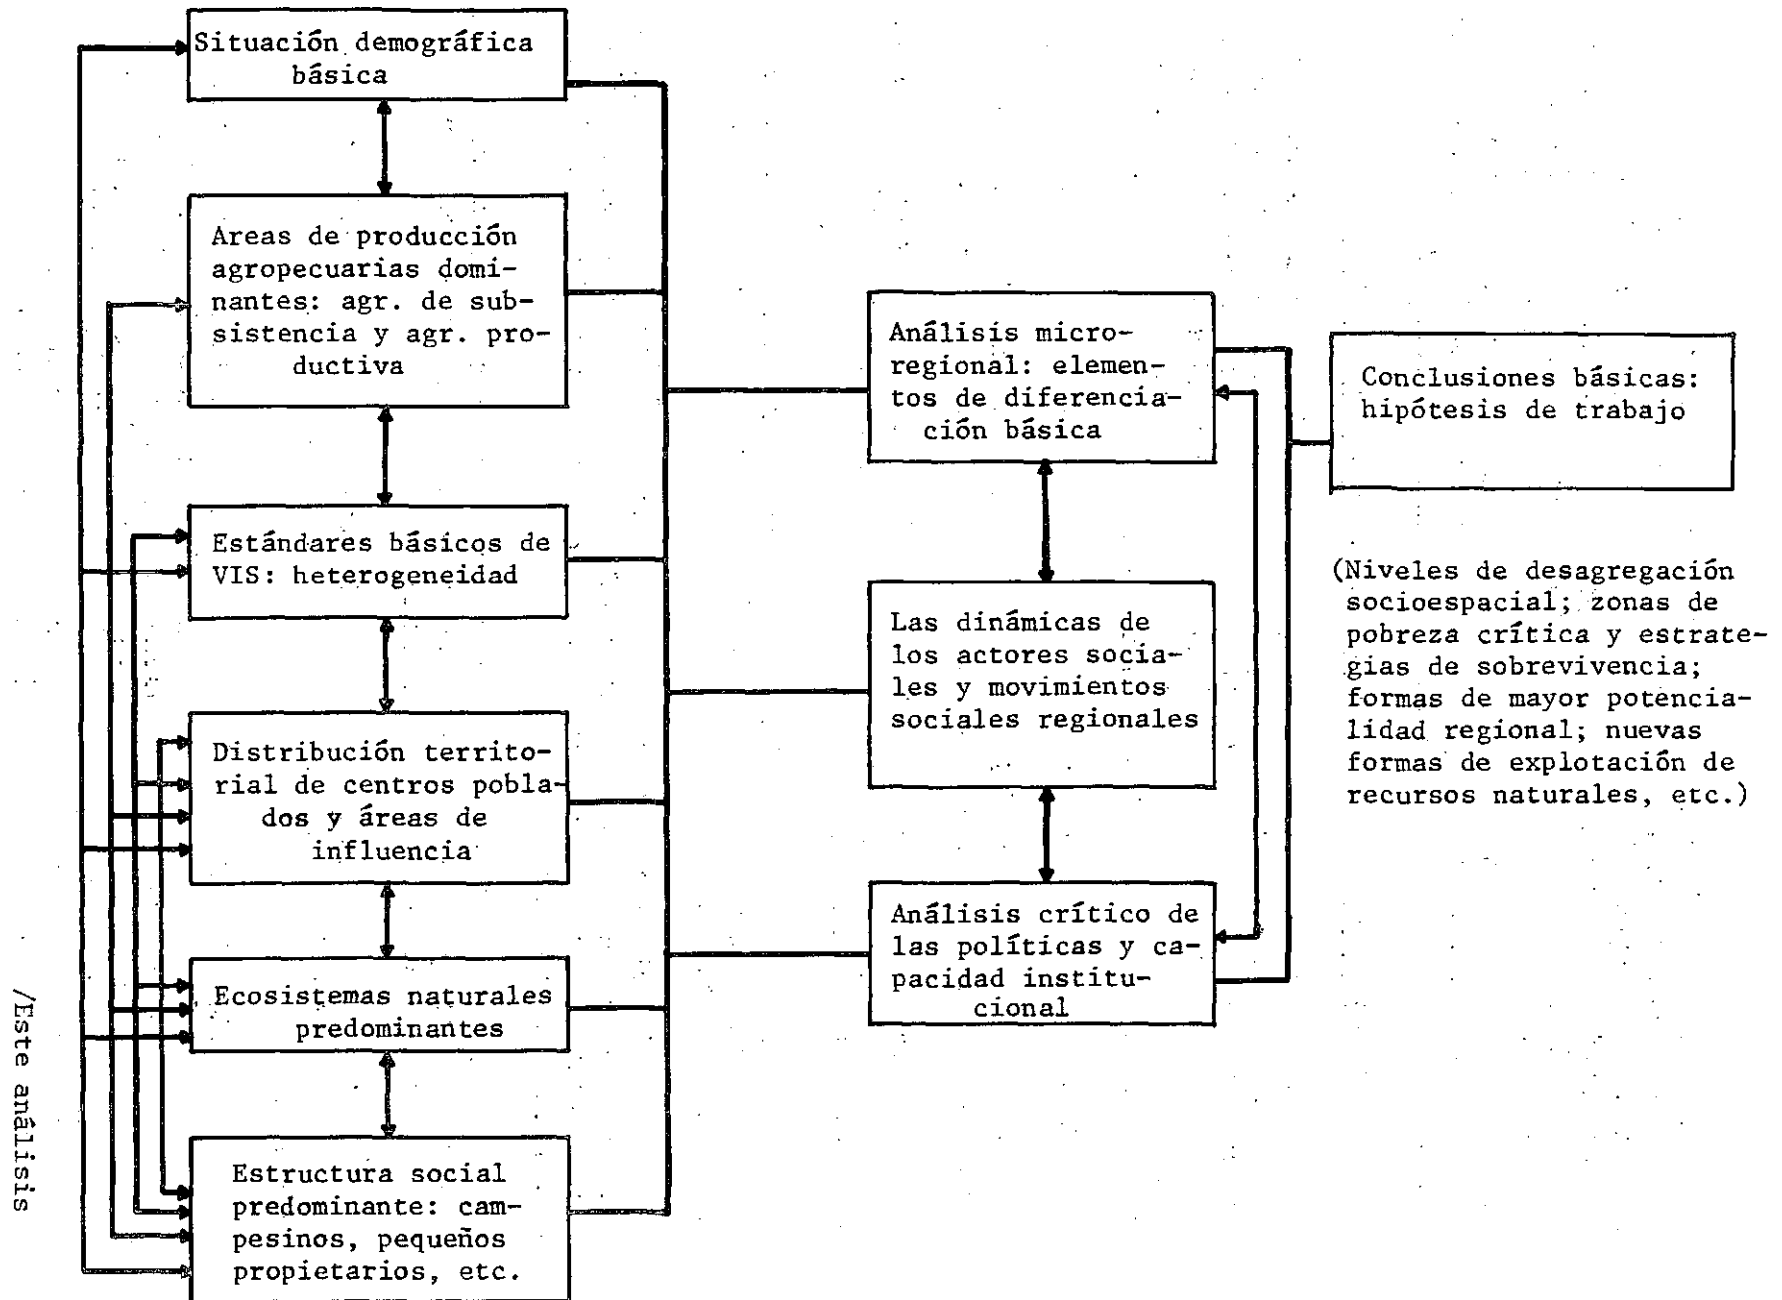 Situación demográfica
básica
Areas de producción
agropecuarias domi-
nantes: agr. de sub-
sistencia y agr. pro-
ductiva
Estándares básicos de
VIS: heterogeneidad
Distribución territo-
rial de centros pobla-
dos y áreas de
influencia
Ecosistemas naturales
predominantes
Estructura social
predominante: cam-
pesinos, pequeños
propietarios, etc.
Análisis micro-
regional: elemen-
tos de diferencia-
ción básica
Las dinámicas de
los actores socia-
les y movimientos
sociales regionales
Análisis crítico de
las políticas y ca-
pacidad institu-
cional
Conclusiones básicas:
hipótesis de trabajo
(Niveles de desagregación
socioespacial; zonas de
pobreza crítica y estrate-
gias de sobrevivencia;
formas de mayor potencia-
lidad regional; nuevas
formas de explotación de
recursos naturales, etc.)
/Este análisis